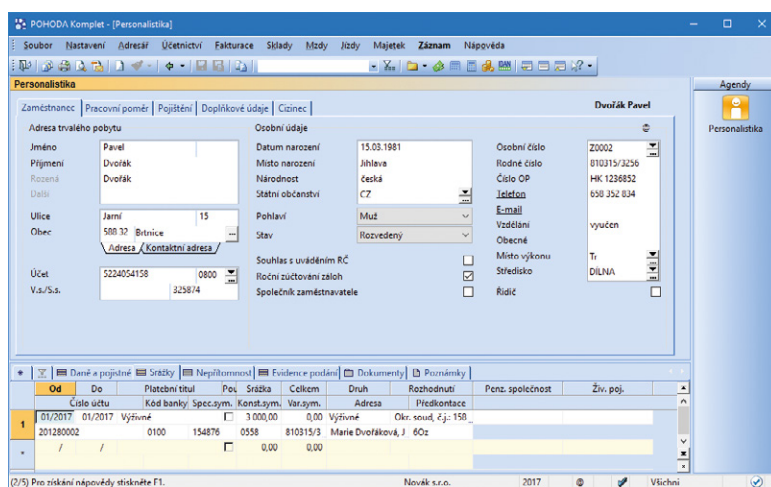 POHODA Komplet - [Personalistika]
Soubor Nastavení Adresář Účetnictví Fakturace Sklady Mzdy Jízdy Majetek Záznam Nápověda
Personalistika Agendy
Zaměstnanec Pracovní poměr Pojištění Doplňkové údaje Cizinec Dvořák Pavel
Personalistika
Adresa trvalého pobytu Osobní údaje
Jméno Pavel Datum narození 15.03.1981 Osobní číslo Z0002
Příjmení Dvořák Místo narození Jihlava Rodné číslo 810315/3256
Rozená Dvořák Národnost česká Číslo OP HK 1236852
Další Státní občanství CZ Telefon 658 352 834
E-mail
Ulice Jarní 15 Pohlaví Muž Vzdělání vyučen
Obec 588 32 Brtnice ... Stav Rozvedený Obecné
Adresa Kontaktní adresa
Souhlas s uváděním RČ Místo výkonu Tr
Účet 5224054158 0800 Roční zúčtování záloh Středisko DÍLNA
V.s./S.s. 325874 Společník zaměstnavatele Řidič
* Daně a pojistné Srážky Nepřítomnost Evidence podání Dokumenty Poznámky
Od Do Platební titul Pou Srážka Celkem Druh Rozhodnutí Penz. společnost Živ. poj.
Číslo účtu Kód banky Spec.sym. Konst.sym. Var.sym. Adresa Předkontace
1 01/2017 01/2017 Výživné 3 000,00 0,00 Výživné Okr. soud, č.j.: 158
201280002 0100 154876 0558 810315/3 Marie Dvořáková, J 6Oz
* / / 0,00 0,00
(2/5) Pro získání nápovědy stiskněte F1. Novák s.r.o. 2017 @ Všichni